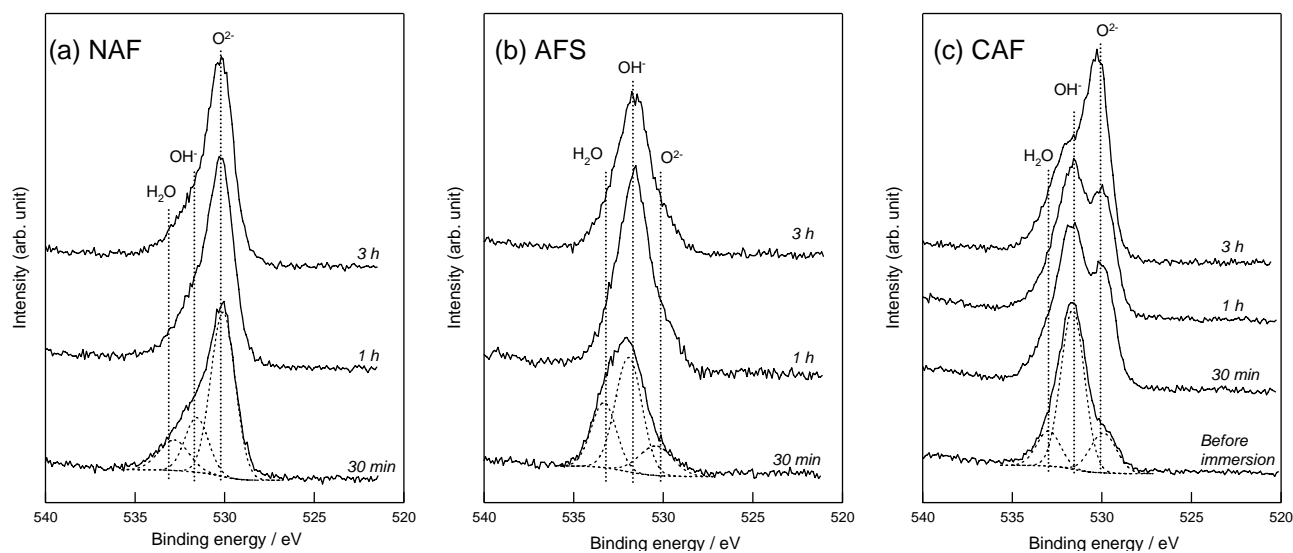 (a) NAF
O²⁻
OH⁻
H₂O
3 h
1 h
30 min
Intensity (arb. unit)
540 535 530 525 520
Binding energy / eV
(b) AFS
OH⁻
H₂O
O²⁻
3 h
1 h
30 min
Intensity (arb. unit)
540 535 530 525 520
Binding energy / eV
(c) CAF
O²⁻
OH⁻
H₂O
3 h
1 h
30 min
Before
immersion
Intensity (arb. unit)
540 535 530 525 520
Binding energy / eV